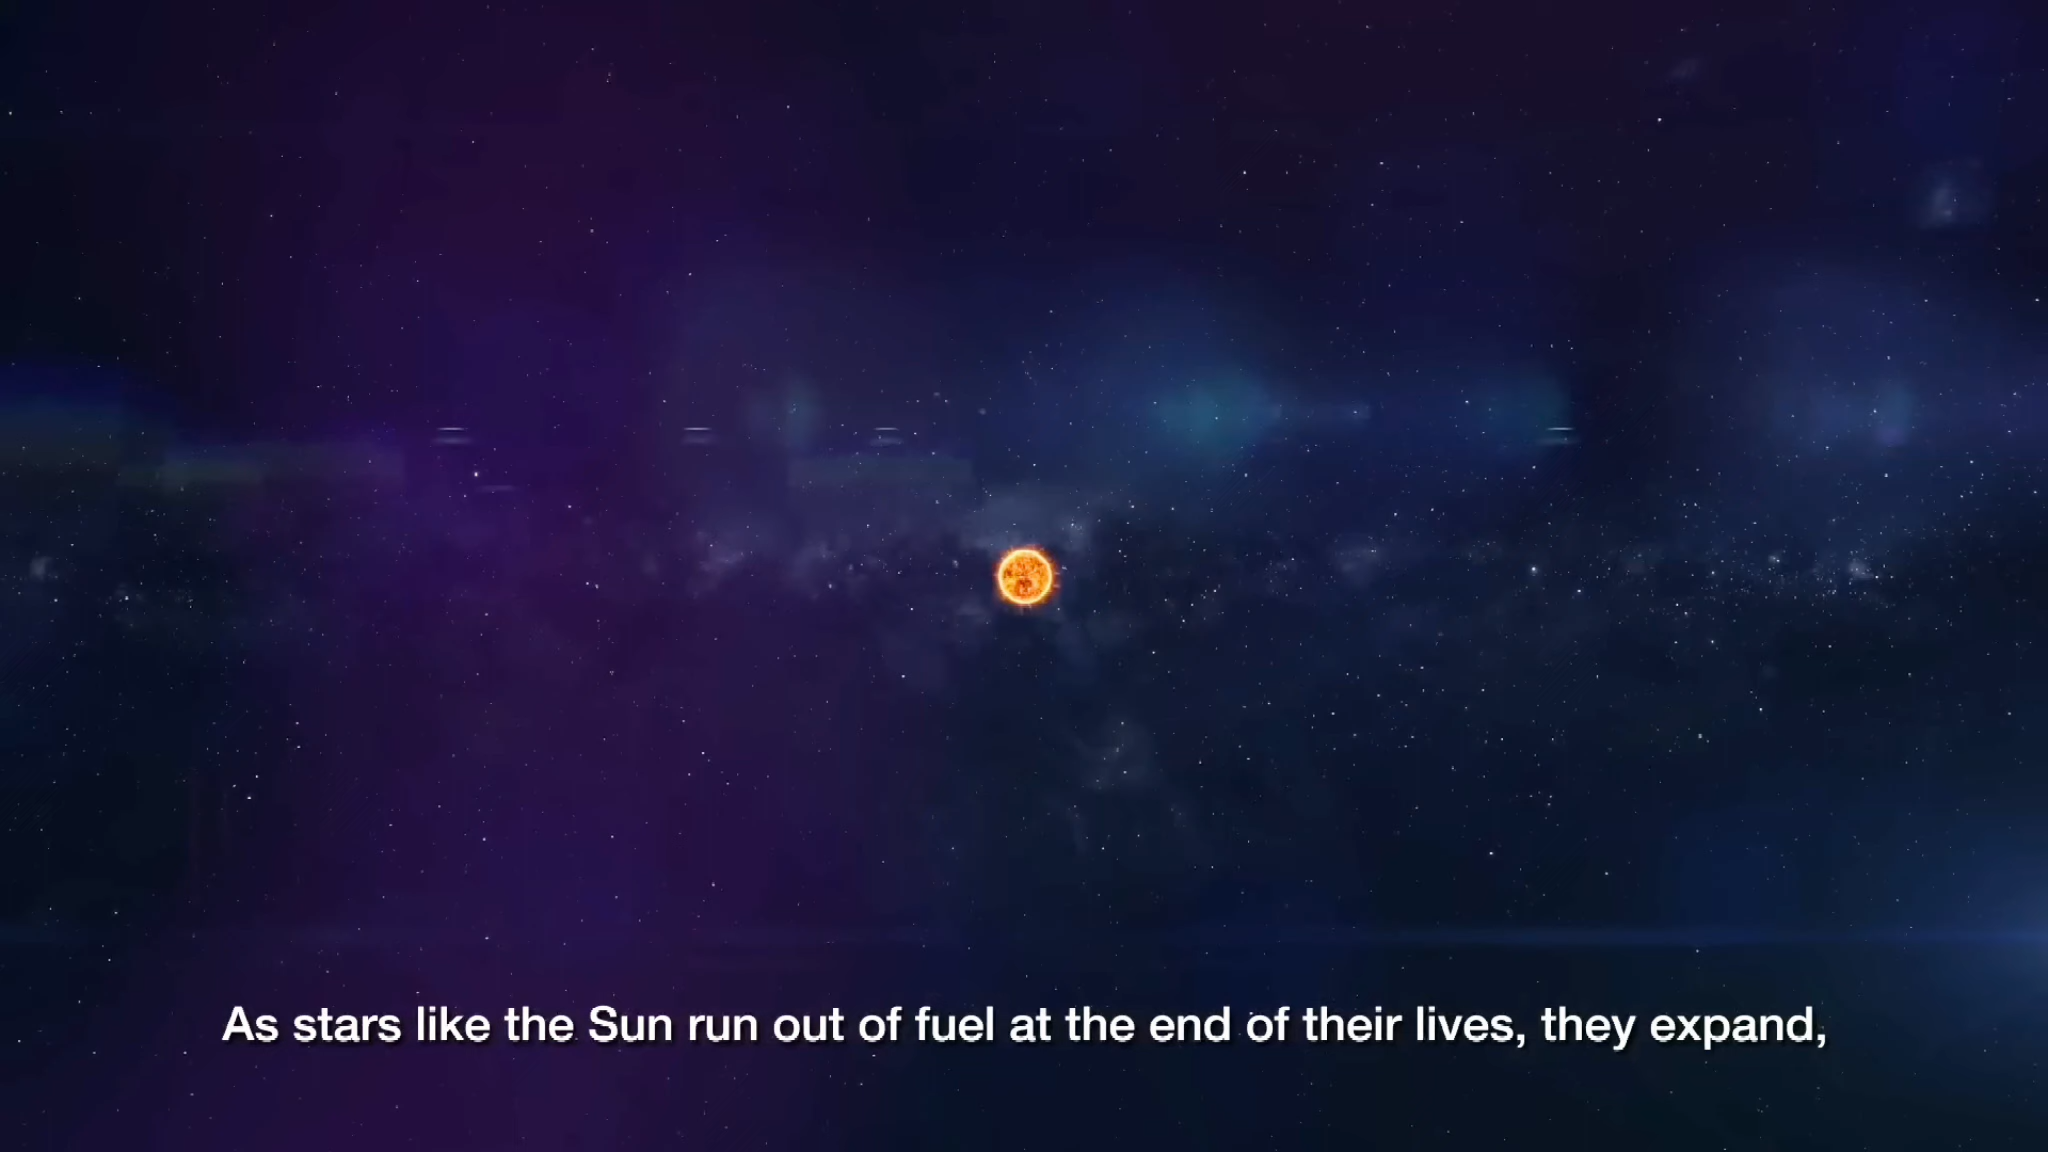 As stars like the Sun run out of fuel at the end of their lives, they expand,